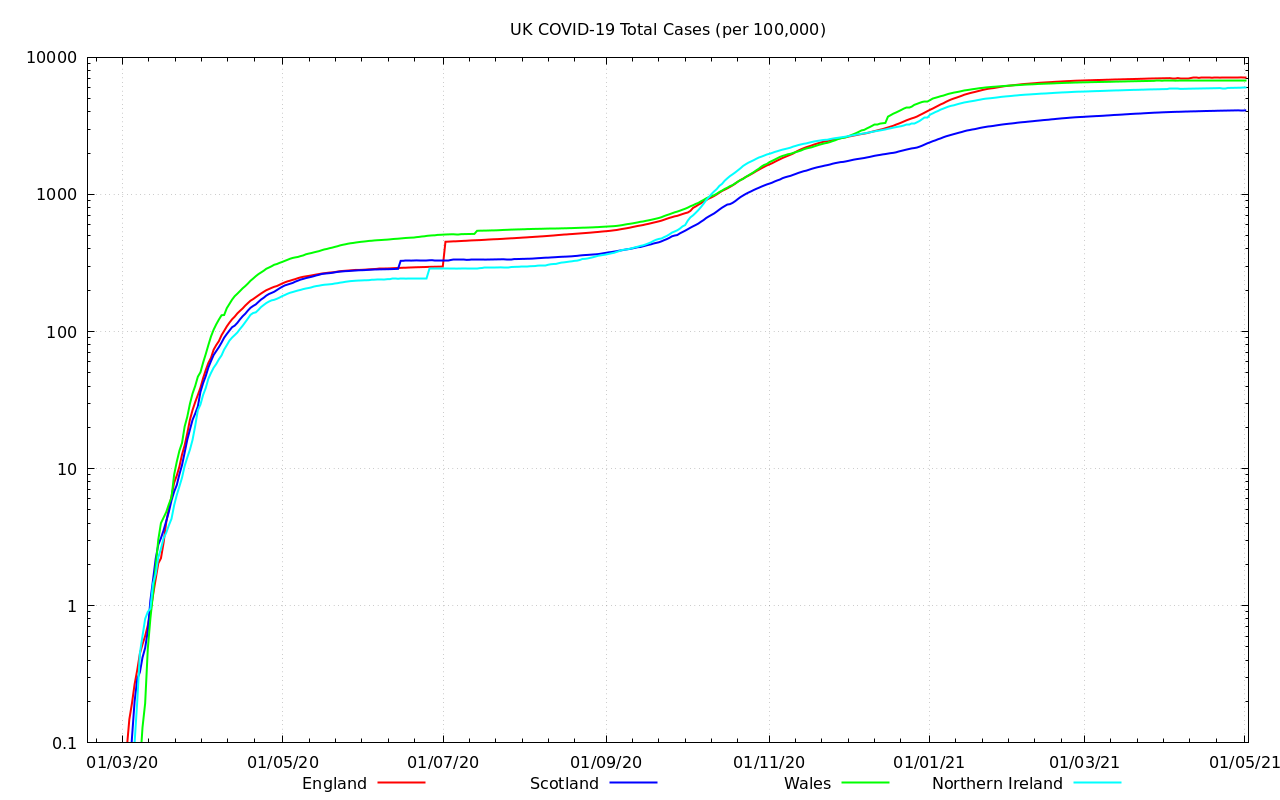 UK COVID-19 Total Cases (per 100,000)
10000
1000
100
10
1
0.1
01/03/20 01/05/20 01/07/20 01/09/20 01/11/20 01/01/21 01/03/21 01/05/21
England Scotland Wales Northern Ireland